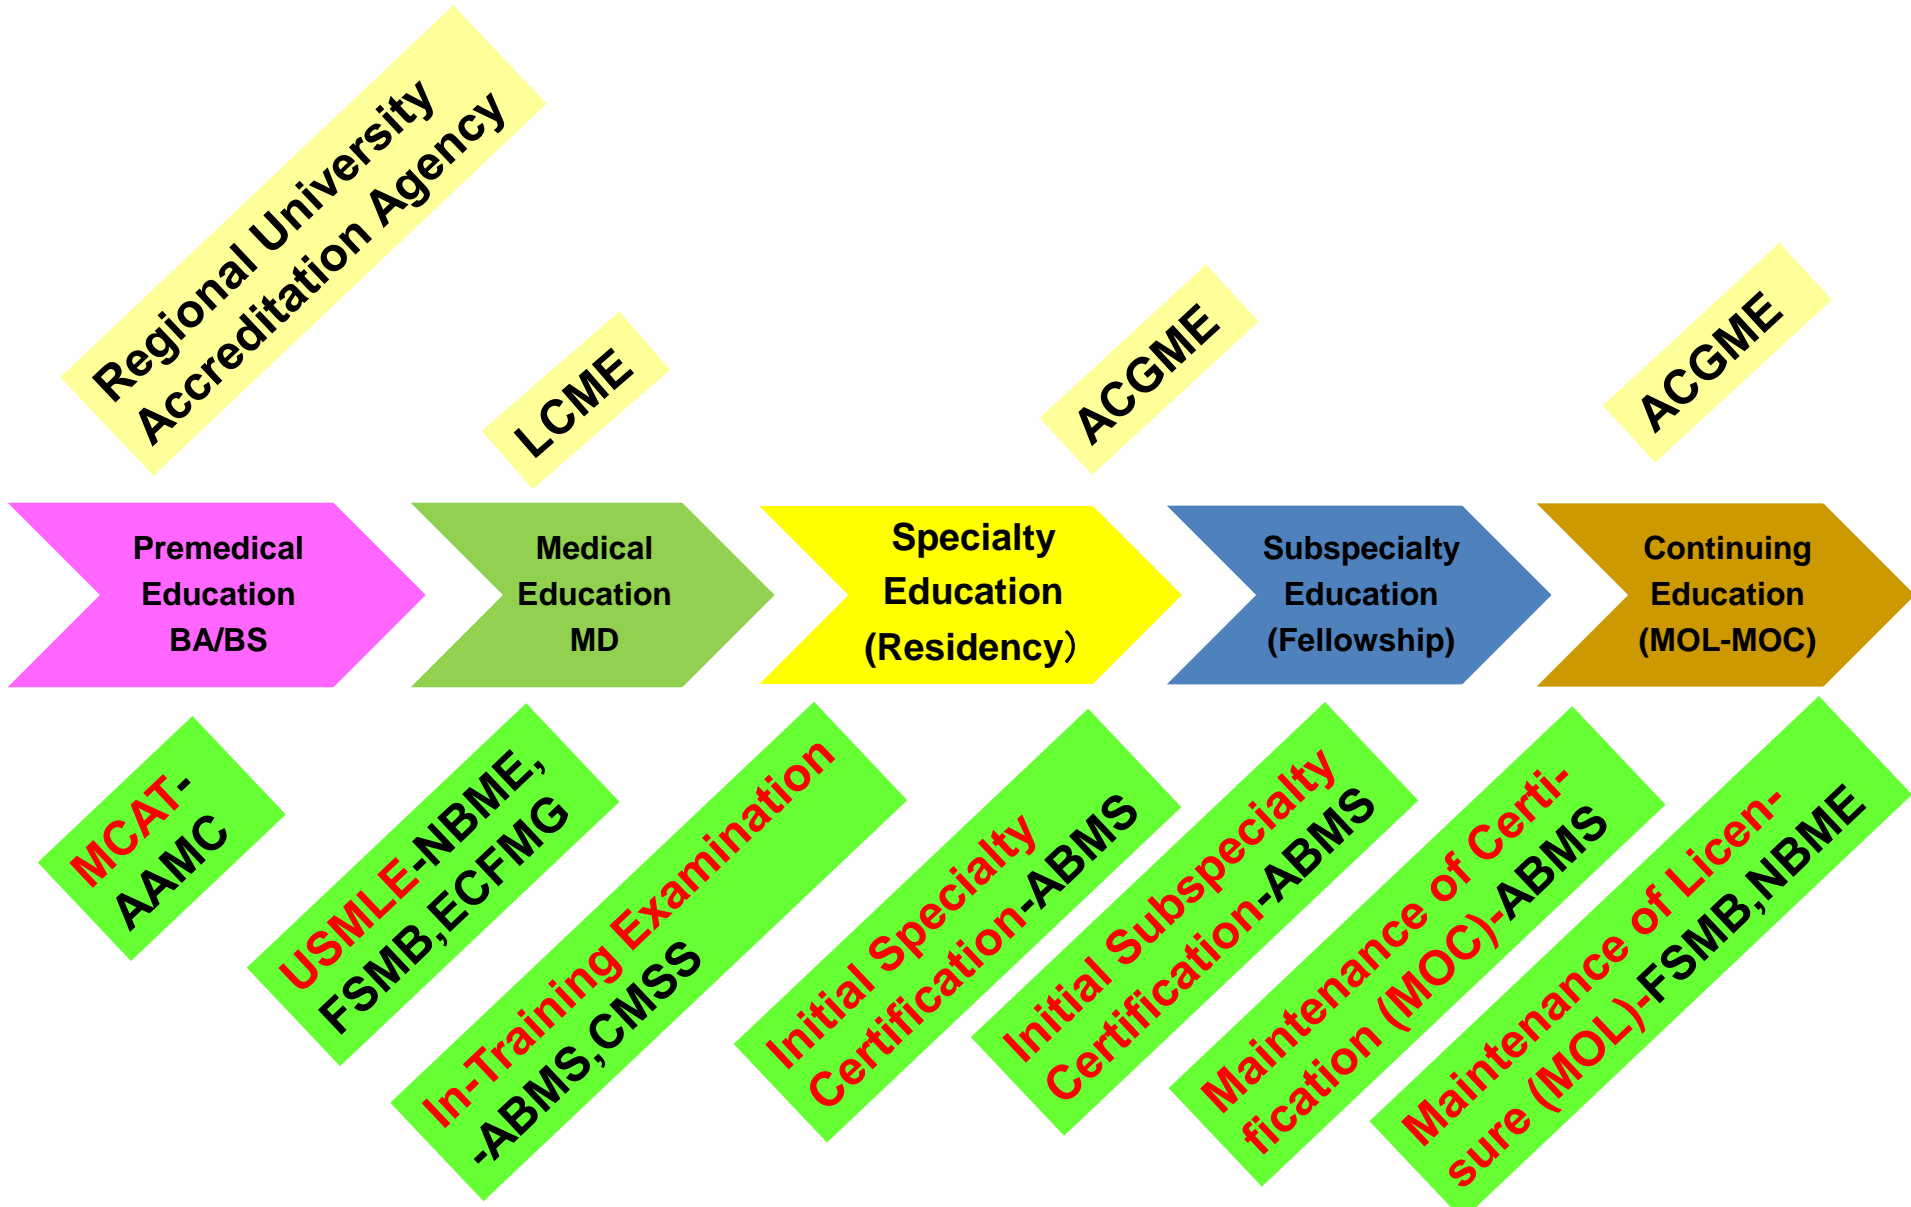 Regional University
Accreditation Agency
LCME
ACGME
ACGME
Premedical
Education
BA/BS
Medical
Education
MD
Specialty
Education
(Residency）
Subspecialty
Education
(Fellowship)
Continuing
Education
(MOL-MOC)
MCAT-
AAMC
USMLE-NBME,
FSMB,ECFMG
In-Training Examination
-ABMS,CMSS
Initial Specialty
Certification-ABMS
Initial Subspecialty
Certification-ABMS
Maintenance of Certi-
fication (MOC)-ABMS
Maintenance of Licen-
sure (MOL)-FSMB,NBME